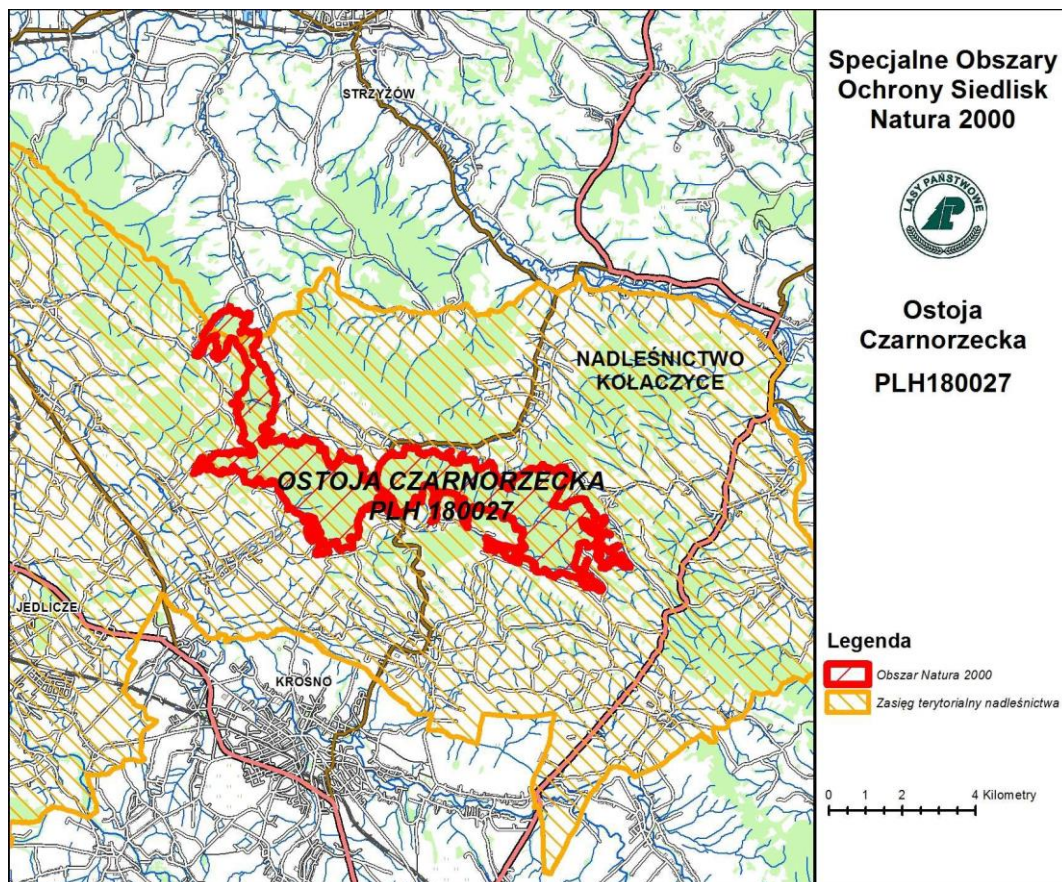 STRZYŻÓW
NADLEŚNICTWO
KOŁACZYCE
OSTOJA CZARNORZECKA
PLH 180027
JEDLICZE
KROSNO
Specjalne Obszary
Ochrony Siedlisk
Natura 2000
LASY PAŃSTWOWE
Ostoja
Czarnorzecka
PLH180027
Legenda
Obszar Natura 2000
Zasięg terytorialny nadleśnictwa
0 1 2 4 Kilometry